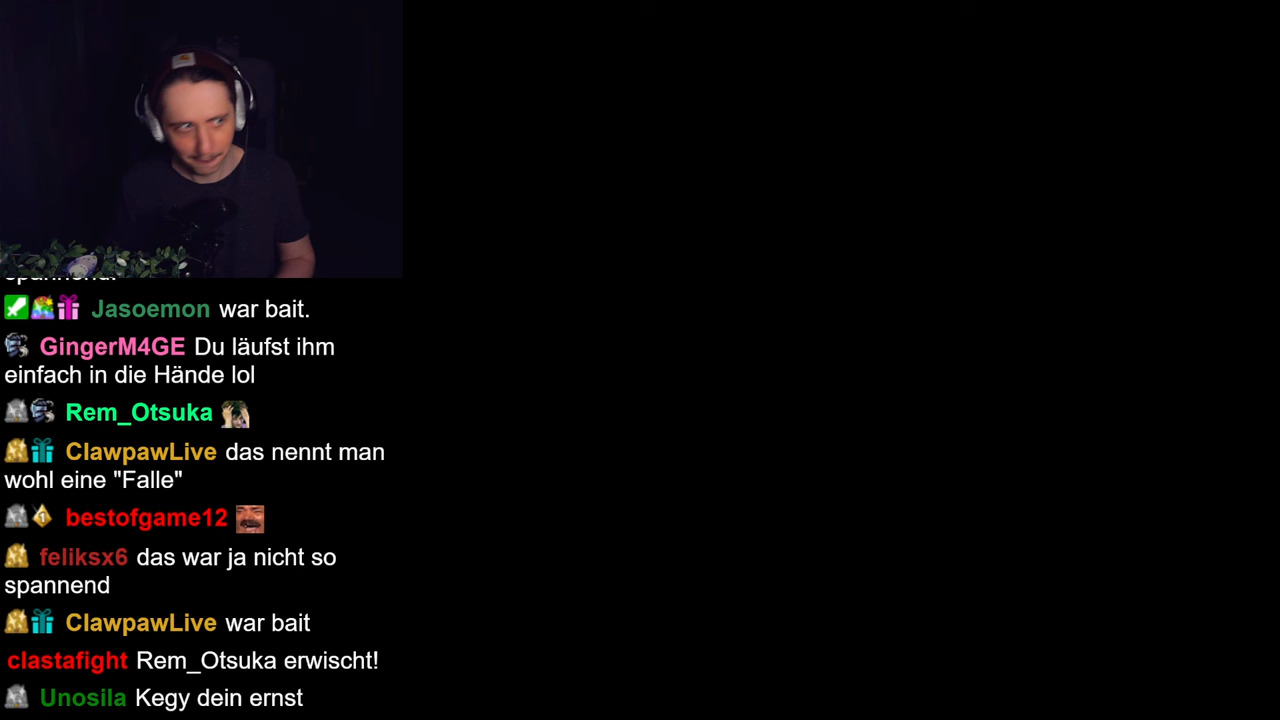 spannend.
Jasoemon war bait.
GingerM4GE Du läufst ihm
einfach in die Hände lol
Rem_Otsuka
ClawpawLive das nennt man
wohl eine "Falle"
bestofgame12
feliksx6 das war ja nicht so
spannend
ClawpawLive war bait
clastafight Rem_Otsuka erwischt!
Unosila Kegy dein ernst